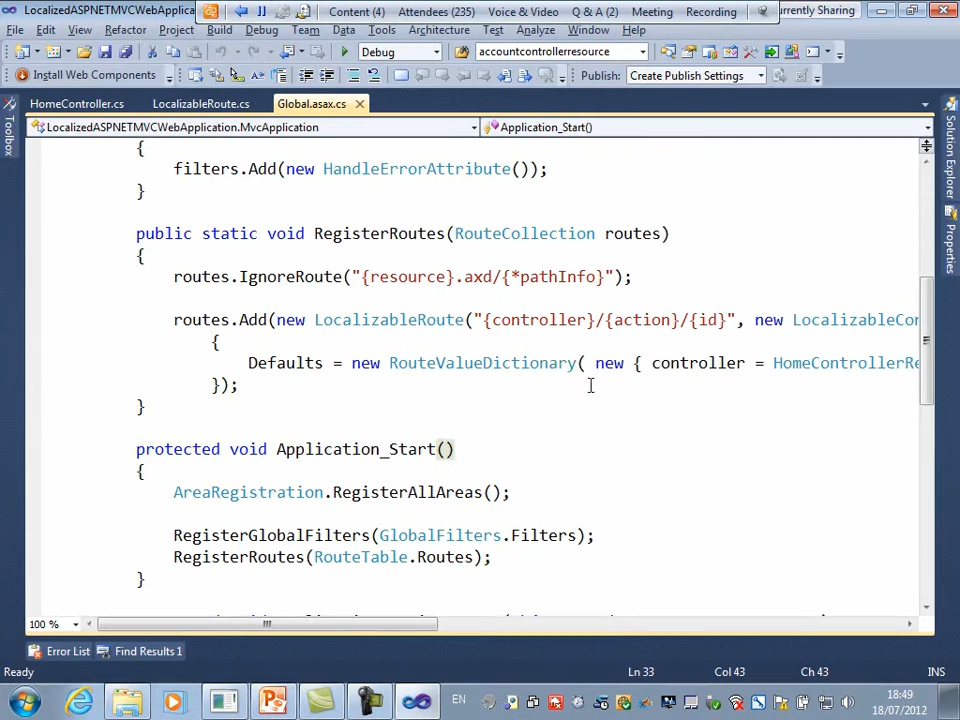 LocalizedASPNETMVCWebApplica
Content (4) Attendees (235) Voice & Video Q & A (2) Meeting Recording
urrently Sharing
File Edit View Refactor Project Build Debug Team Data Tools Architecture Test Analyze Window Help
Debug accountcontrollerresource
Install Web Components Publish: Create Publish Settings
HomeController.cs LocalizableRoute.cs Global.asax.cs
LocalizedASPNETMVCWebApplication.MvcApplication Application_Start()
Toolbox
Solution Explorer
Properties
{
filters.Add(new HandleErrorAttribute());
}
public static void RegisterRoutes(RouteCollection routes)
{
routes.IgnoreRoute("{resource}.axd/{*pathInfo}");
routes.Add(new LocalizableRoute("{controller}/{action}/{id}", new LocalizableCon
{
Defaults = new RouteValueDictionary( new { controller = HomeControllerRe
});
}
protected void Application_Start()
{
AreaRegistration.RegisterAllAreas();
RegisterGlobalFilters(GlobalFilters.Filters);
RegisterRoutes(RouteTable.Routes);
}
100 %
Error List Find Results 1
Ready Ln 33 Col 43 Ch 43 INS
EN
18:49
18/07/2012